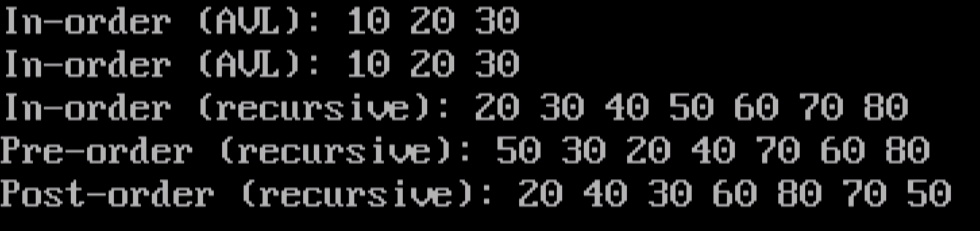 In-order (AVL): 10 20 30
In-order (AVL): 10 20 30
In-order (recursive): 20 30 40 50 60 70 80
Pre-order (recursive): 50 30 20 40 70 60 80
Post-order (recursive): 20 40 30 60 80 70 50